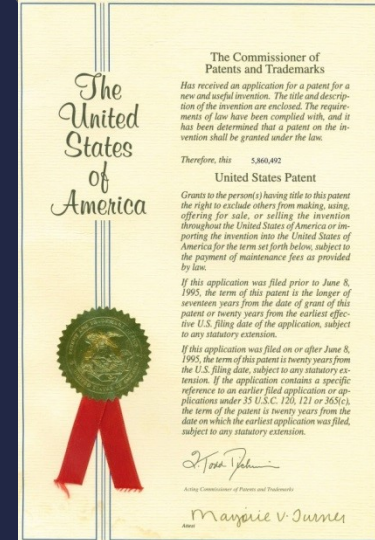 The
United
States
of
America
The Commissioner of
Patents and Trademarks
Has received an application for a patent for a
new and useful invention. The title and descrip-
tion of the invention are enclosed. The require-
ments of law have been complied with, and it
has been determined that a patent on the in-
vention shall be granted under the law.
Therefore, this 5,860,492
United States Patent
Grants to the person(s) having title to this patent
the right to exclude others from making, using,
offering for sale, or selling the invention
throughout the United States of America or im-
porting the invention into the United States of
America for the term set forth below, subject to
the payment of maintenance fees as provided
by law.
If this application was filed prior to June 8,
1995, the term of this patent is the longer of
seventeen years from the date of grant of this
patent or twenty years from the earliest effec-
tive U.S. filing date of the application, subject
to any statutory extension.
If this application was filed on or after June 8,
1995, the term of this patent is twenty years from
the U.S. filing date, subject to any statutory ex-
tension. If the application contains a specific
reference to an earlier filed application or ap-
plications under 35 U.S.C. 120, 121 or 365(c),
the term of the patent is twenty years from the
date on which the earliest application was filed,
subject to any statutory extension.
Acting Commissioner of Patents and Trademarks
Marjorie V. Turner
Attest